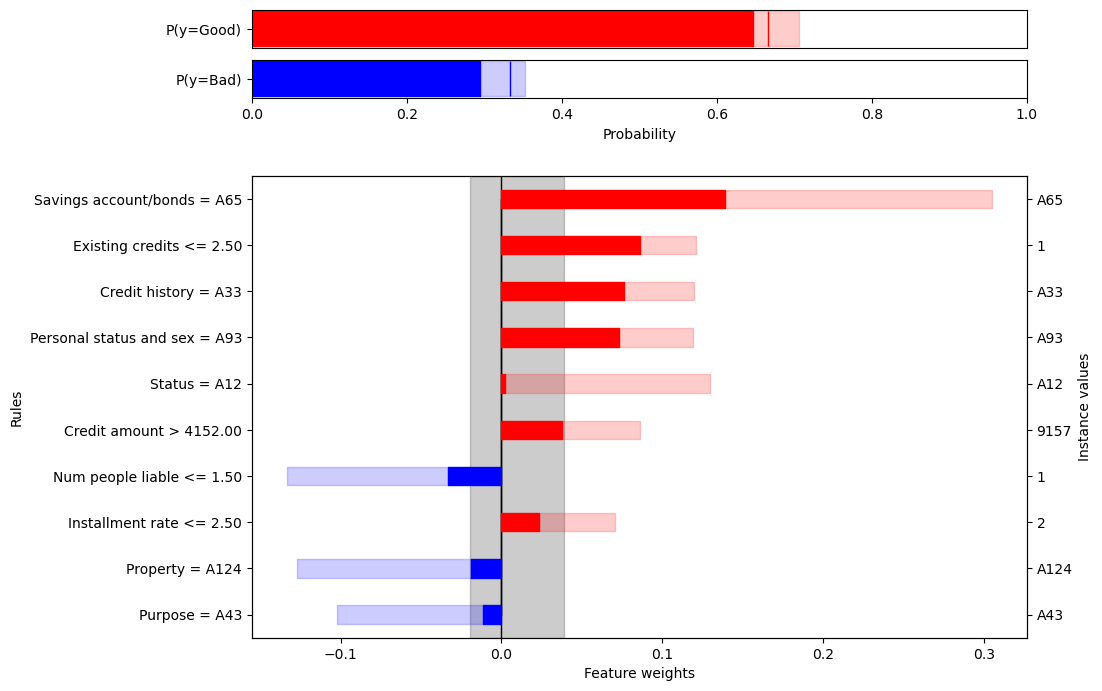 P(y=Good)
P(y=Bad)
0.0 0.2 0.4 0.6 0.8 1.0
Probability
Rules
Savings account/bonds = A65 A65
Existing credits <= 2.50 1
Credit history = A33 A33
Personal status and sex = A93 A93
Status = A12 A12
Credit amount > 4152.00 9157
Num people liable <= 1.50 1
Installment rate <= 2.50 2
Property = A124 A124
Purpose = A43 A43
Instance values
−0.1 0.0 0.1 0.2 0.3
Feature weights